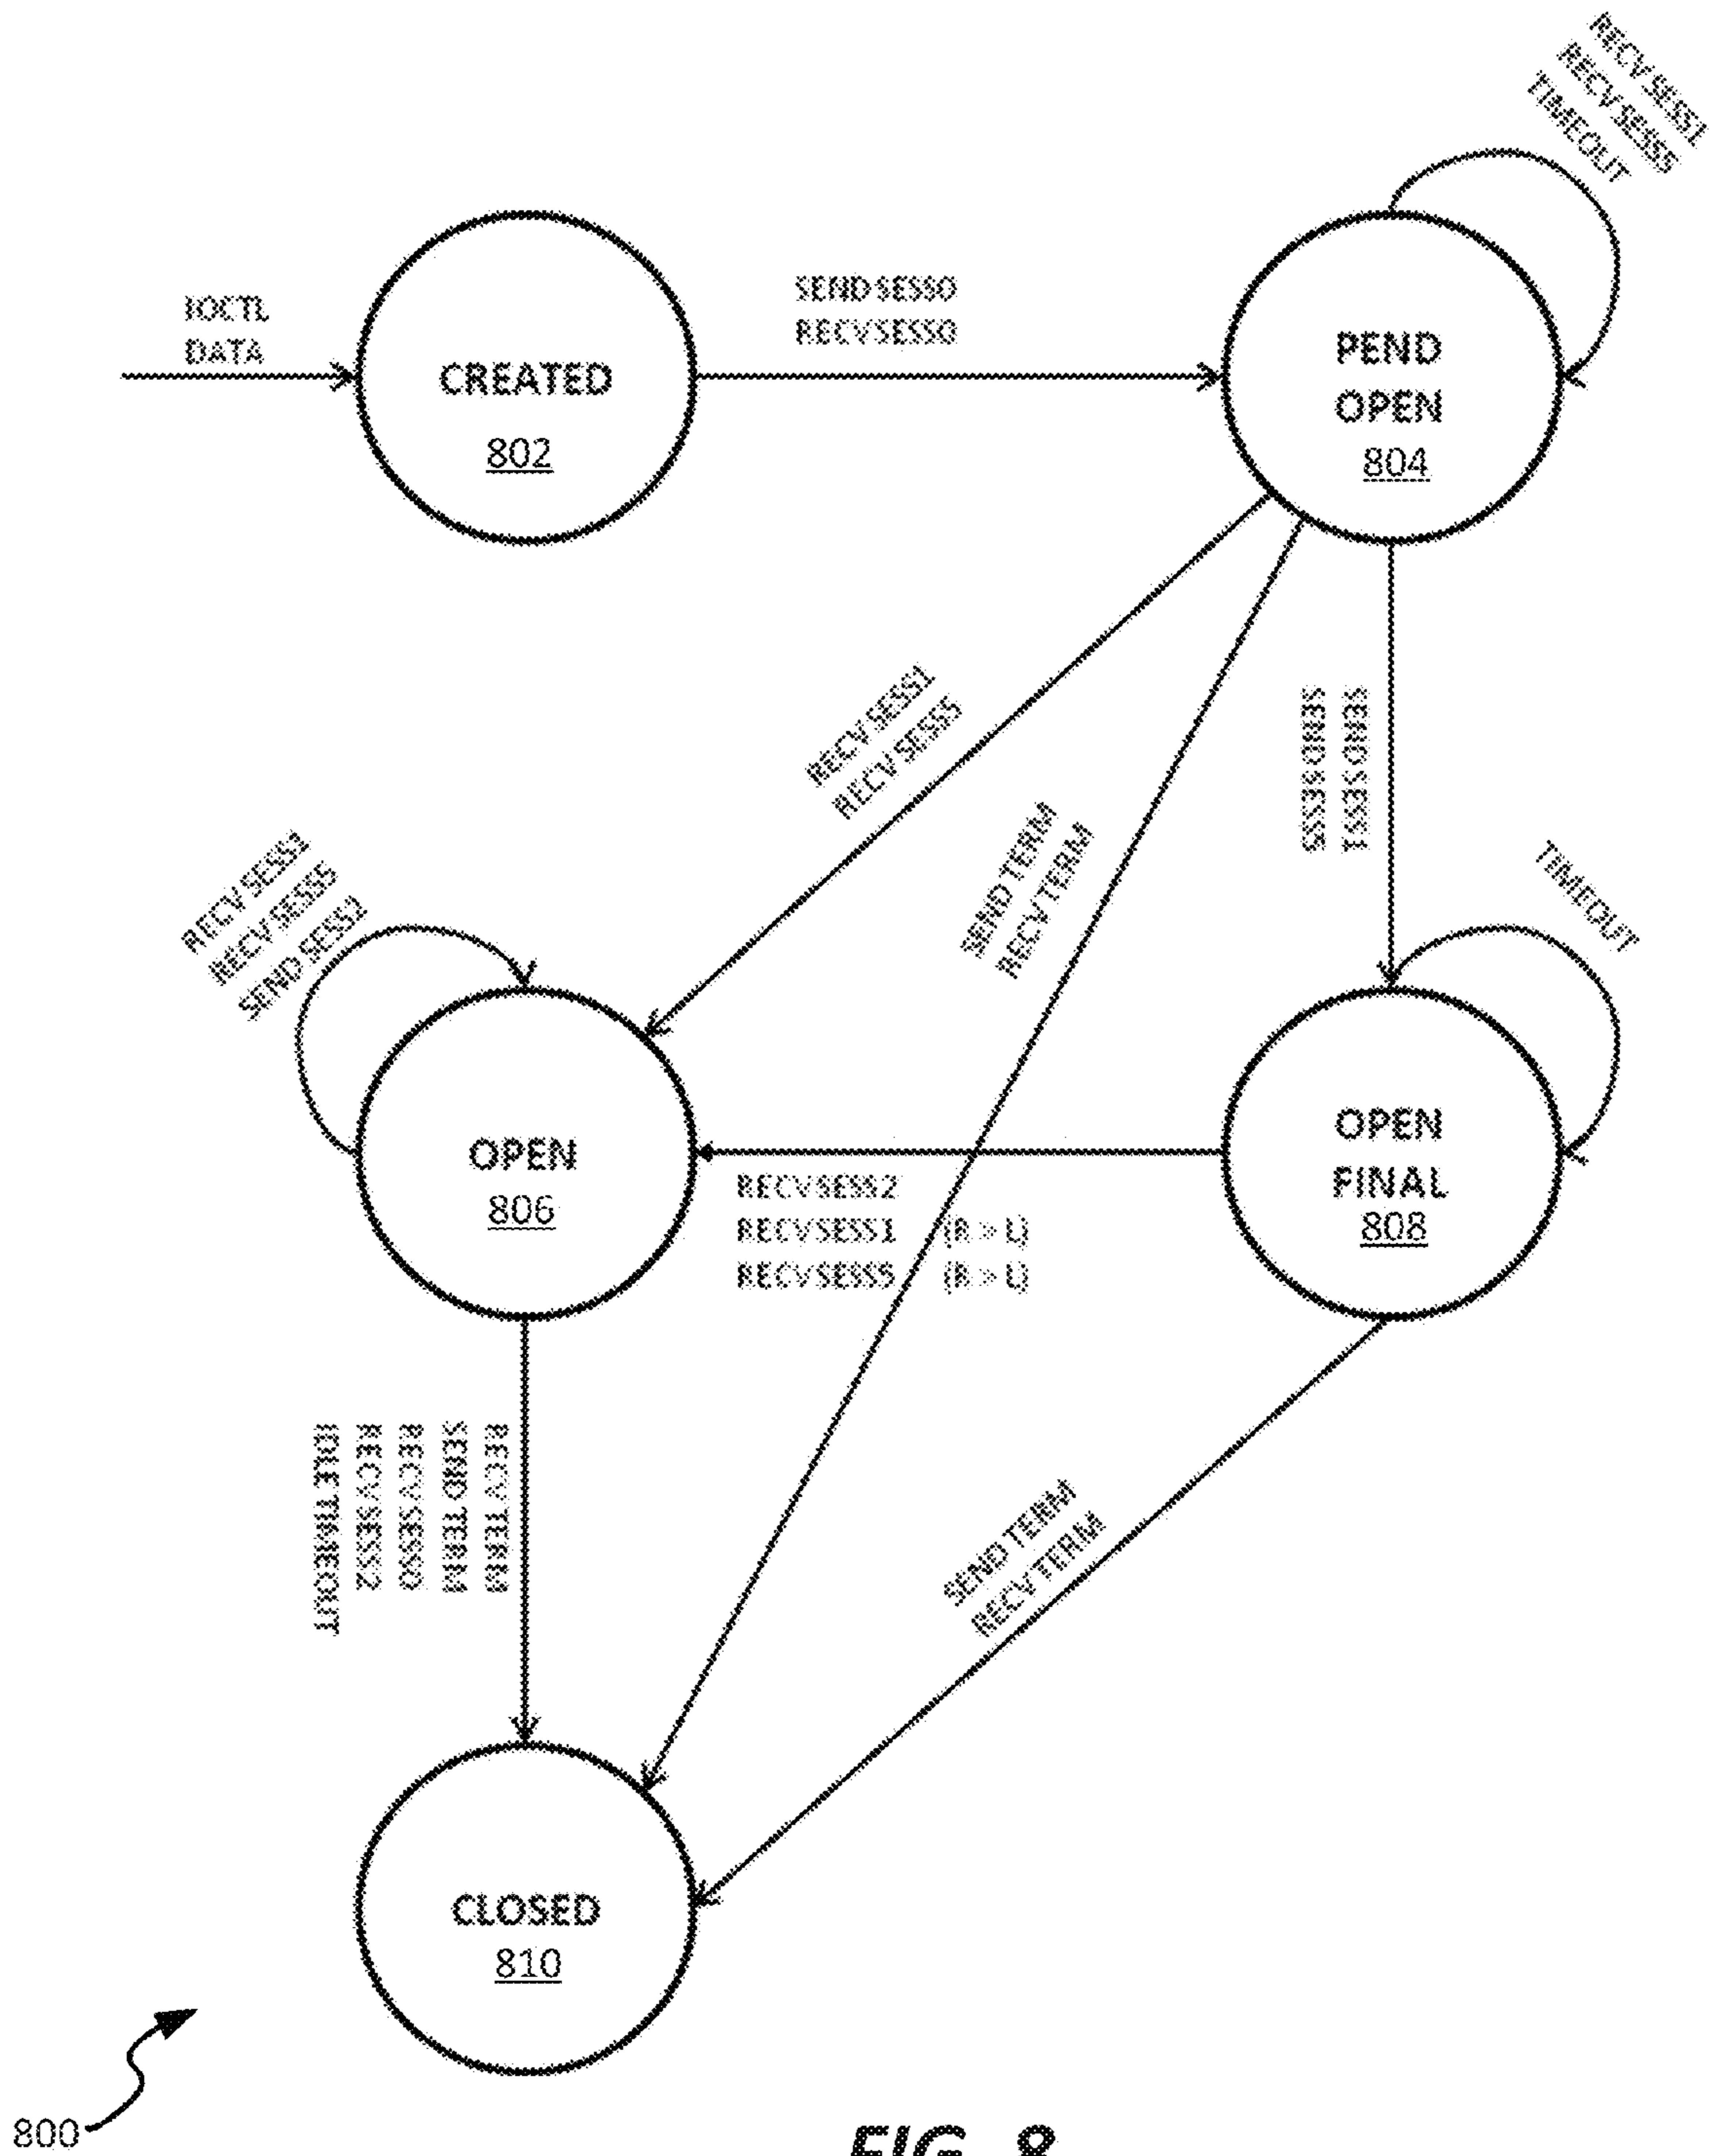 RECV SESS1
RECV SESS5
TIMEOUT
IOCTL
DATA
SEND SESS0
RECV SESS0
CREATED
802
PEND
OPEN
804
RECV SESS1
RECV SESS5
SEND SESS1
SEND SESS5
SEND TERM
RECV TERM
RECV SESS1
RECV SESS5
SEND SESS2
TIMEOUT
OPEN
806
OPEN
FINAL
808
RECV SESS2
RECV SESS1 (R > L)
RECV SESS5 (R > L)
RECV TERM
SEND TERM
RECV SESS0
RECV SESS2
IDLE TIMEOUT
SEND TERM
RECV TERM
CLOSED
810
800
FIG. 8